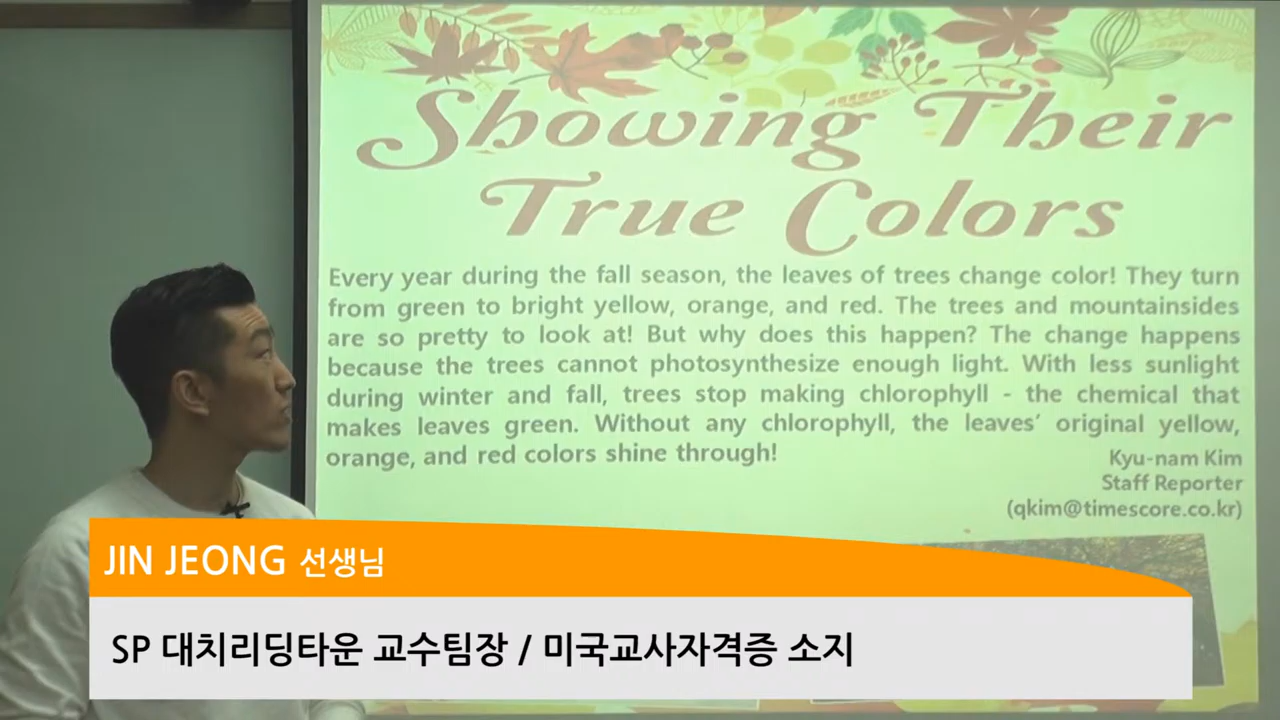 Showing Their
True Colors
Every year during the fall season, the leaves of trees change color! They turn
from green to bright yellow, orange, and red. The trees and mountainsides
are so pretty to look at! But why does this happen? The change happens
because the trees cannot photosynthesize enough light. With less sunlight
during winter and fall, trees stop making chlorophyll - the chemical that
makes leaves green. Without any chlorophyll, the leaves’ original yellow,
orange, and red colors shine through!
Kyu-nam Kim
Staff Reporter
(qkim@timescore.co.kr)
JIN JEONG 선생님
SP 대치리딩타운 교수팀장 / 미국교사자격증 소지